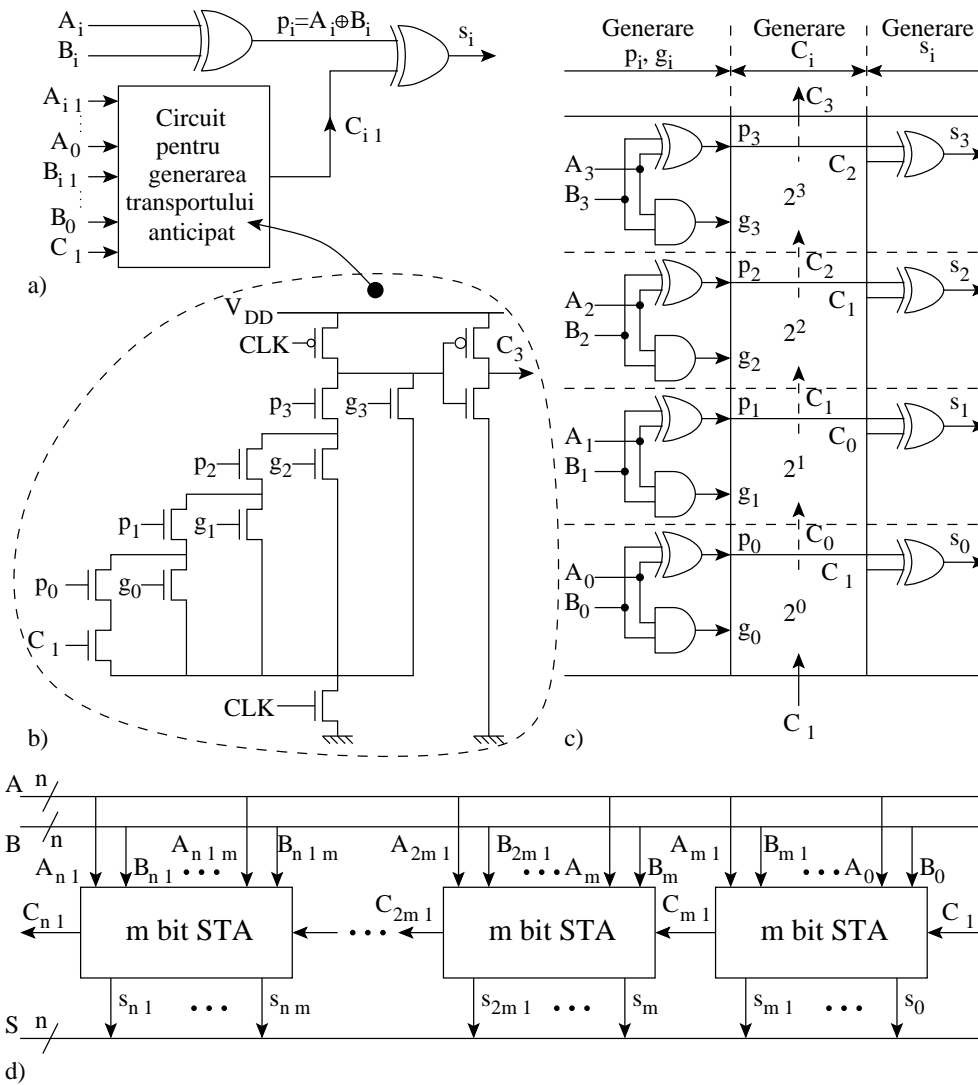 A_i
B_i
p_i=A_i⊕B_i
s_i
A_i 1
A_0
B_i 1
B_0
C_1
Circuit
pentru
generarea
transportului
anticipat
C_i 1
a)
V_DD
CLK
C_3
p_3
g_3
p_2
g_2
p_1
g_1
p_0
g_0
C_1
CLK
b)
Generare
p_i, g_i
Generare
C_i
Generare
s_i
C_3
A_3
B_3
p_3
g_3
2^3
C_2
s_3
C_2
A_2
B_2
p_2
g_2
2^2
C_1
s_2
C_1
A_1
B_1
p_1
g_1
2^1
C_0
s_1
C_0
A_0
B_0
p_0
g_0
2^0
C_1
s_0
C_1
c)
A n
B n
A_n 1
B_n 1
A_n 1 m
B_n 1 m
A_2m 1
B_2m 1
A_m
B_m
A_m 1
B_m 1
A_0
B_0
C_n 1
m bit STA
C_2m 1
m bit STA
C_m 1
m bit STA
C_1
s_n 1
s_n m
s_2m 1
s_m
s_m 1
s_0
S n
d)